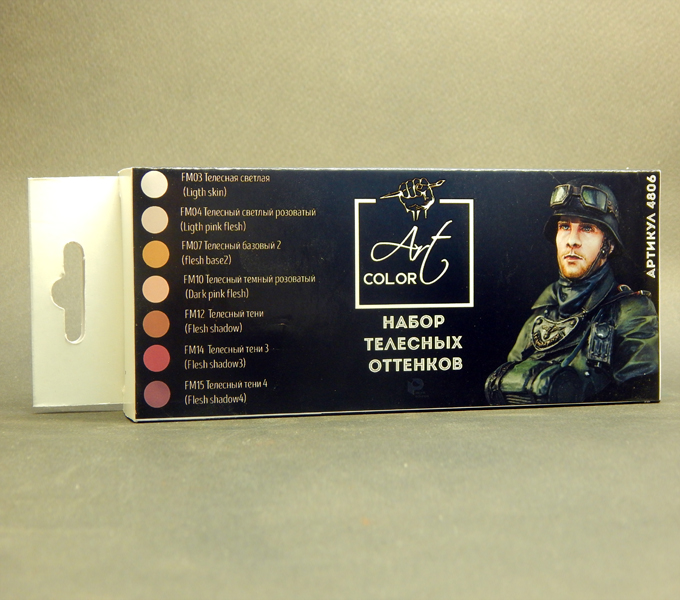 FM03 Телесная светлая
(Ligth skin)
FM04 Телесный светлый розоватый
(Ligth pink flesh)
FM07 Телесный базовый 2
(flesh base2)
FM10 Телесный темный розоватый
(Dark pink flesh)
FM12 Телесный тени
(Flesh shadow)
FM14 Телесный тени 3
(Flesh shadow3)
FM15 Телесный тени 4
(Flesh shadow4)
Art
COLOR
НАБОР
ТЕЛЕСНЫХ
ОТТЕНКОВ
АРТИКУЛ 4806